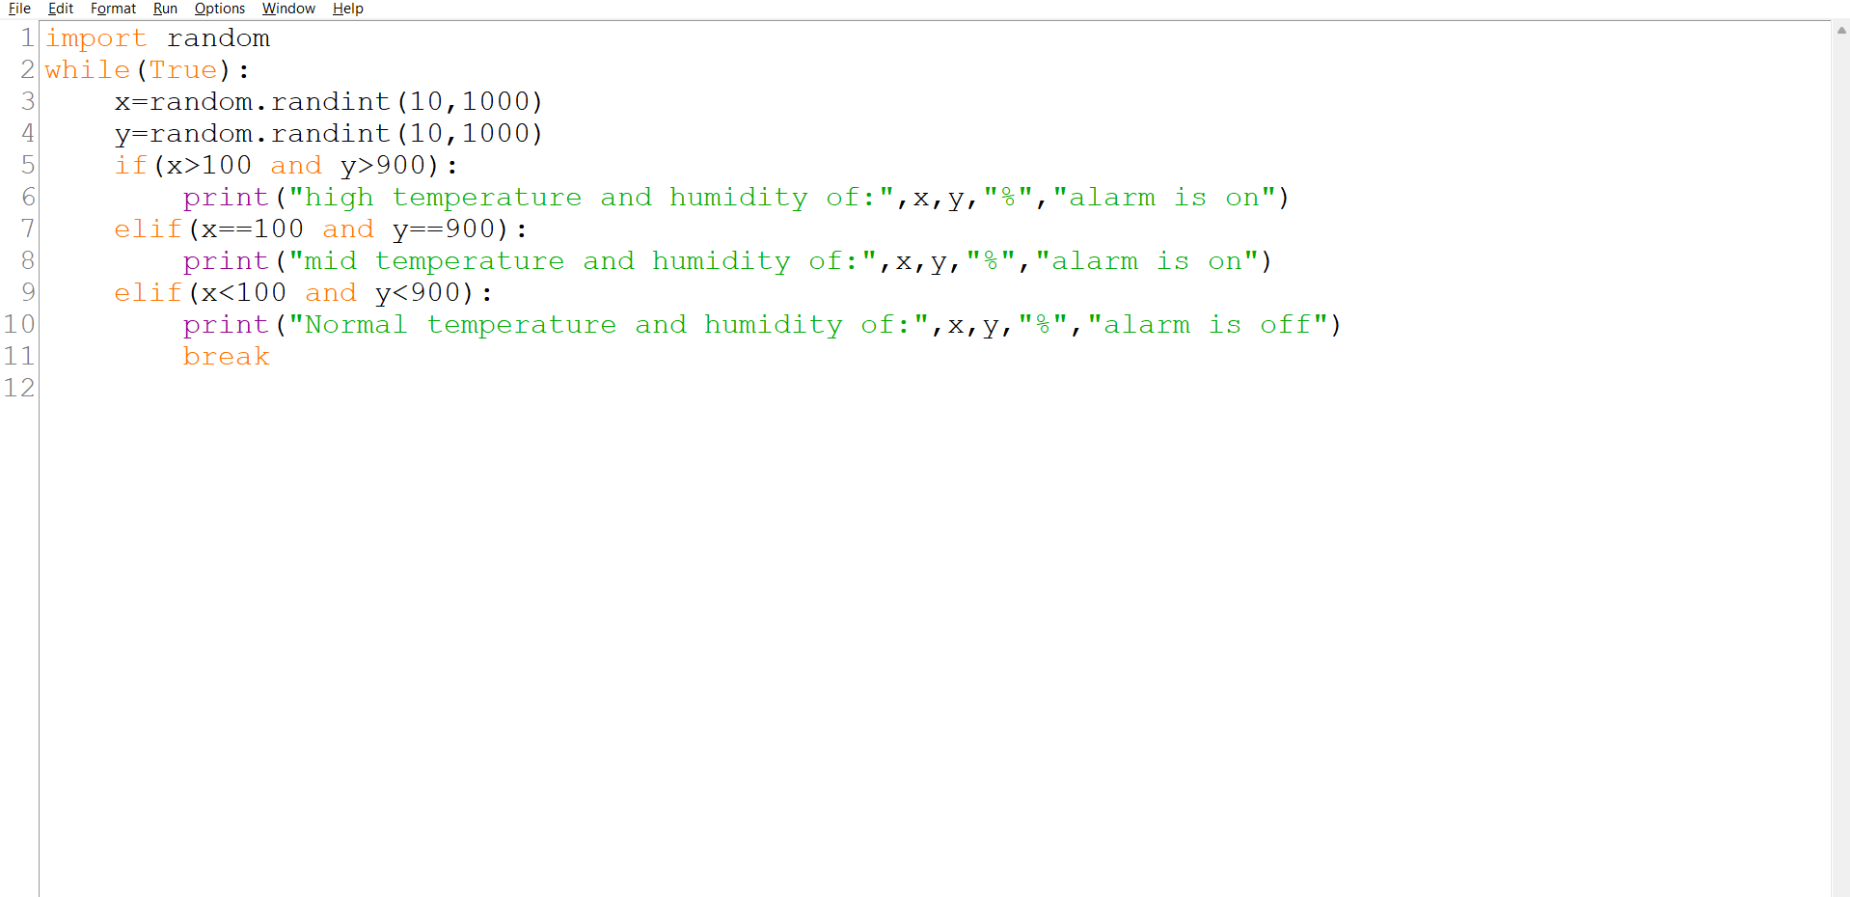 File Edit Format Run Options Window Help
1 import random
2 while(True):
3     x=random.randint(10,1000)
4     y=random.randint(10,1000)
5     if(x>100 and y>900):
6         print("high temperature and humidity of:",x,y,"%","alarm is on")
7     elif(x==100 and y==900):
8         print("mid temperature and humidity of:",x,y,"%","alarm is on")
9     elif(x<100 and y<900):
10         print("Normal temperature and humidity of:",x,y,"%","alarm is off")
11         break
12